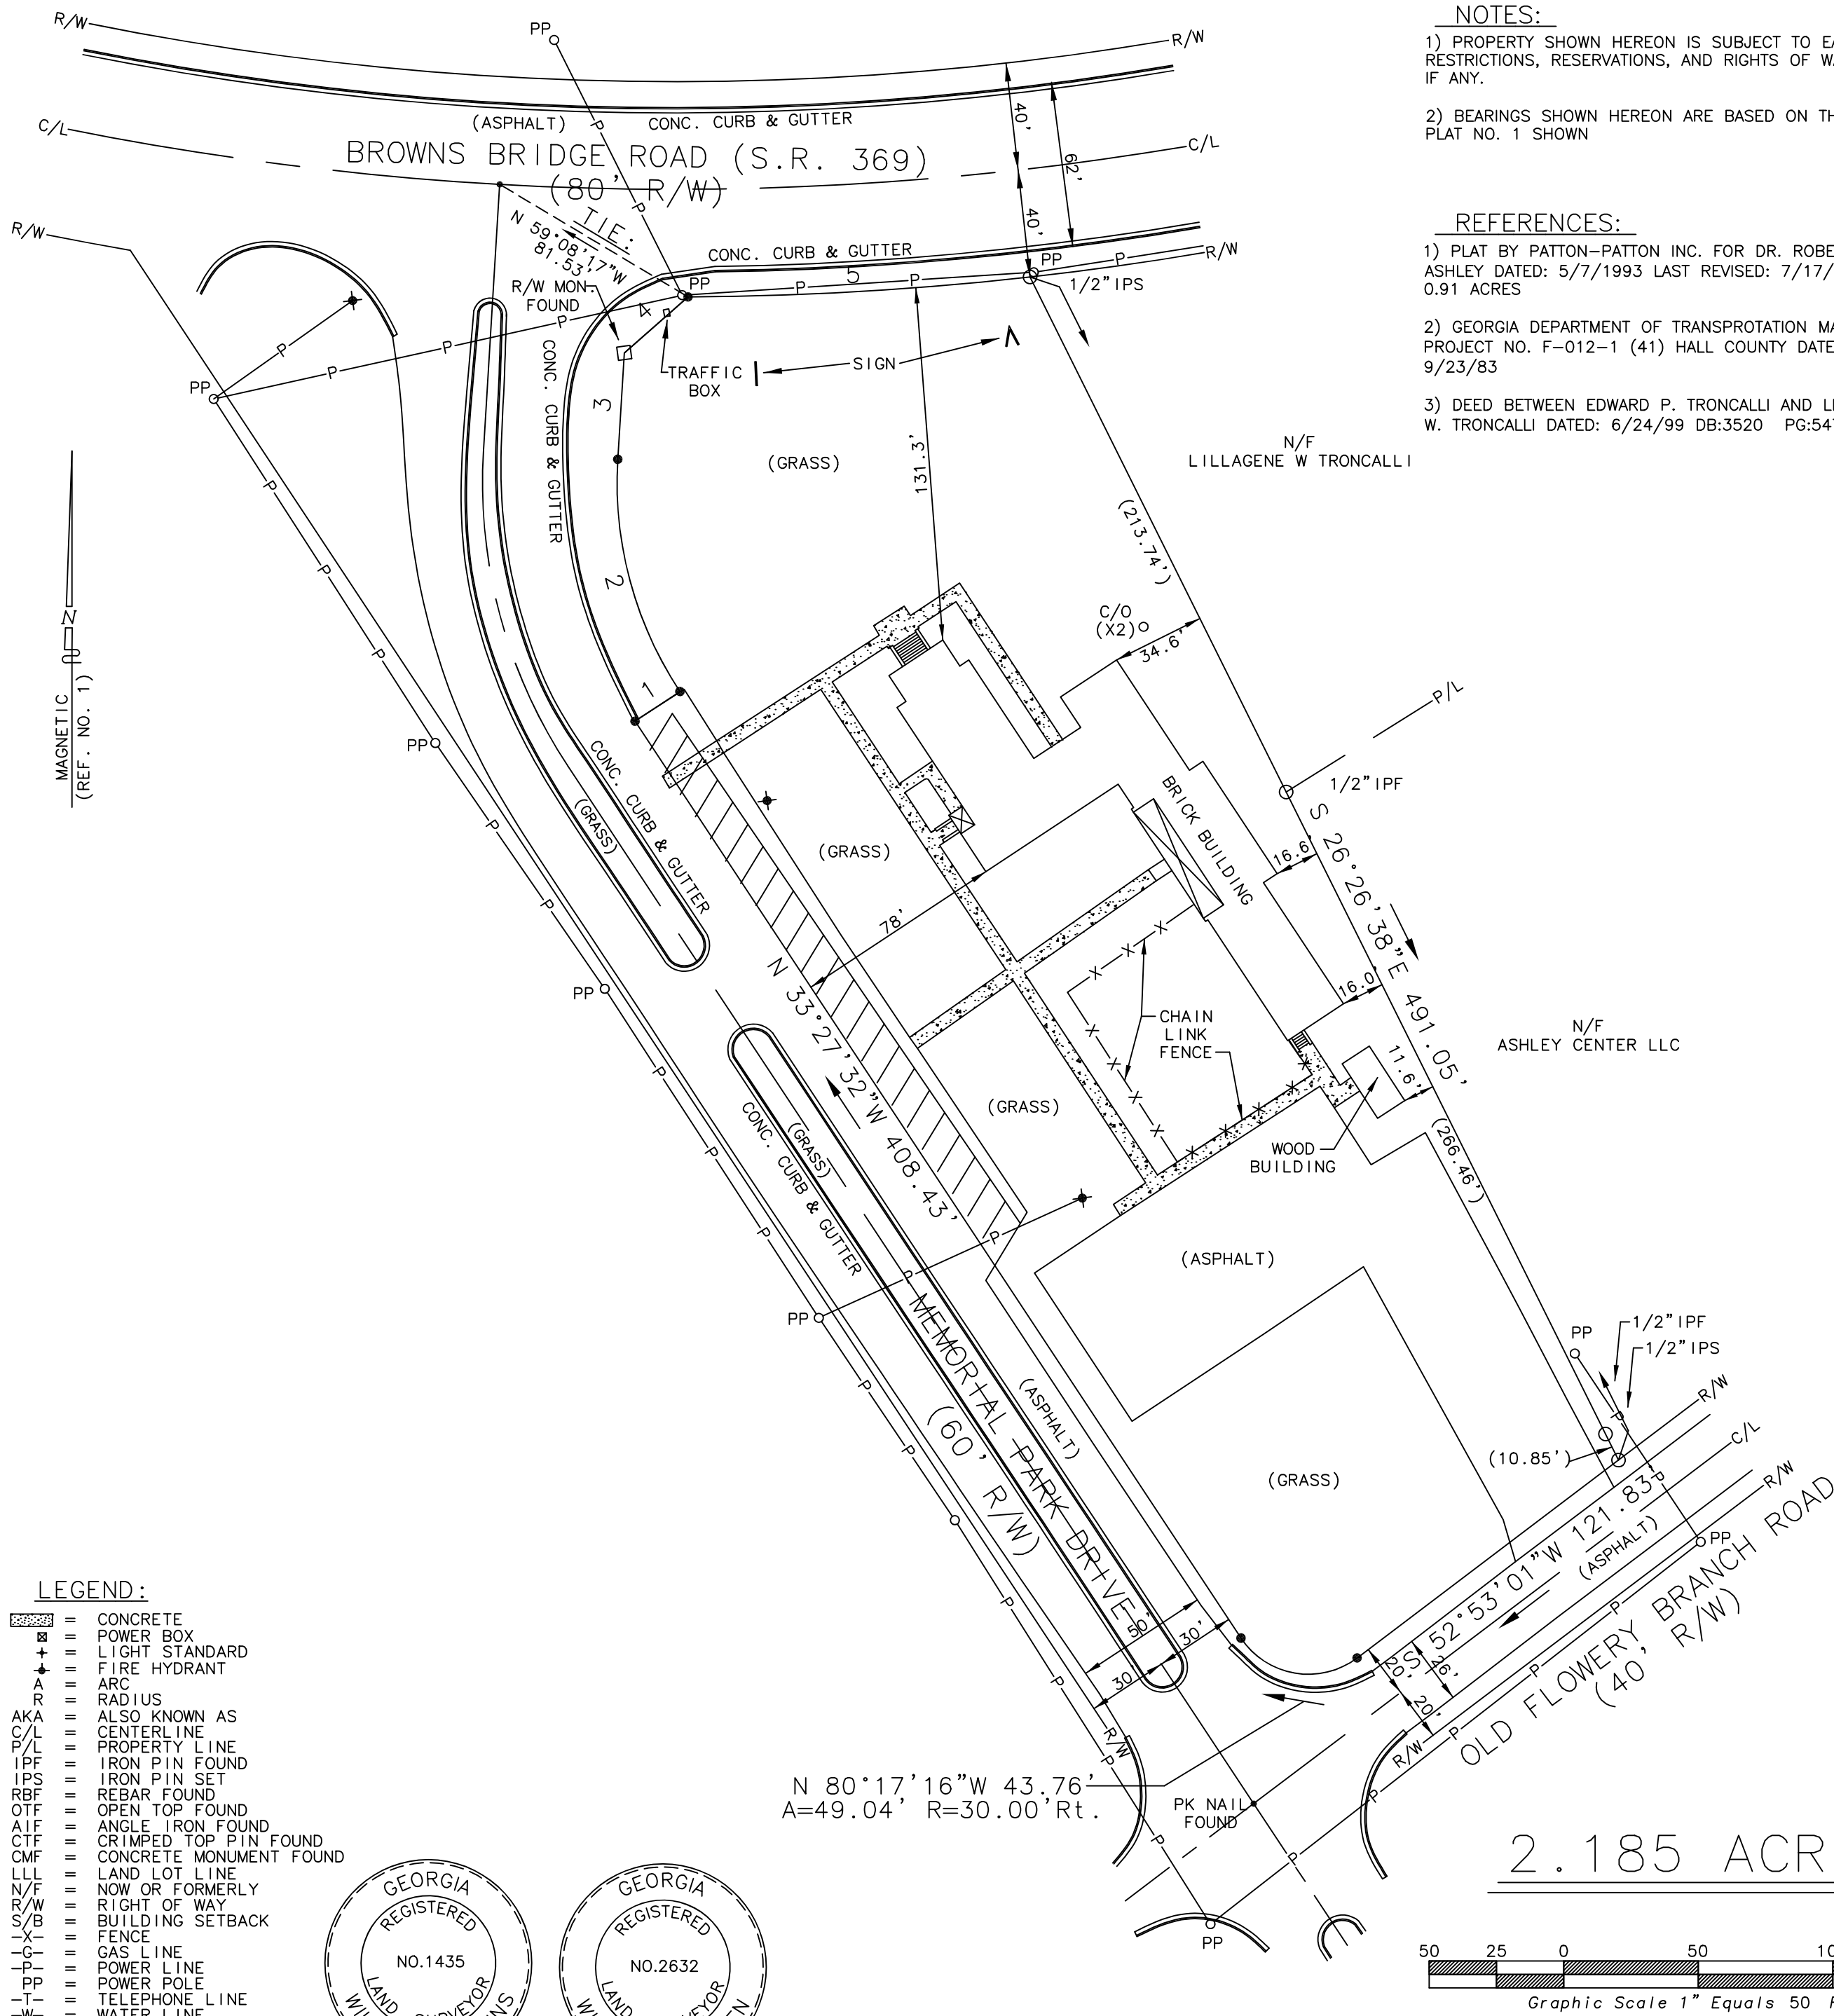 NOTES:
1) PROPERTY SHOWN HEREON IS SUBJECT TO
RESTRICTIONS, RESERVATIONS, AND RIGHTS OF
IF ANY.
2) BEARINGS SHOWN HEREON ARE BASED ON
PLAT NO. 1 SHOWN
REFERENCES:
1) PLAT BY PATTON-PATTON INC. FOR DR.
ASHLEY DATED: 5/7/1993 LAST REVISED: 7/17/
0.91 ACRES
2) GEORGIA DEPARTMENT OF TRANSPROTATION
PROJECT NO. F-012-1 (41) HALL COUNTY
9/23/83
3) DEED BETWEEN EDWARD P. TRONCALLI AND
W. TRONCALLI DATED: 6/24/99 DB:3520
R/W
PP
R/W
C/L
(ASPHALT)
CONC. CURB & GUTTER
BROWNS BRIDGE ROAD (S.R. 369)
(80' R/W)
40'
62'
40'
C/L
R/W
TIE:
N 59°08'17"W
81.53'
CONC. CURB & GUTTER
PP
R/W
1/2"IPS
5
R/W MON.
FOUND
PP
4
TRAFFIC
BOX
SIGN
3
CONC. CURB & GUTTER
PP
(GRASS)
131.3'
N/F
LILLAGENE W TRONCALLI
(213.74')
2
1
C/O
(X2)
34.6'
P/L
1/2"IPF
MAGNETIC
(REF. NO. 1)
N
PP
CONC. CURB & GUTTER
(GRASS)
(GRASS)
78'
BRICK BUILDING
16.6'
S 26°26'38"E 491.05'
16.0'
N 33°27'32"W 408.43'
PP
CHAIN
LINK
FENCE
11.6'
N/F
ASHLEY CENTER LLC
(GRASS)
CONC. CURB & GUTTER
(GRASS)
WOOD
BUILDING
(266.46')
(ASPHALT)
PP
MEMORIAL PARK DRIVE
(60' R/W)
(ASPHALT)
PP
1/2"IPF
1/2"IPS
R/W
C/L
(10.85')
R/W
(GRASS)
S 52°53'01"W 121.83'
(ASPHALT)
PP
OLD FLOWERY BRANCH ROAD
(40' R/W)
50'
30'
30'
20'
26'
20'
R/W
R/W
N 80°17'16"W 43.76'
A=49.04' R=30.00'Rt.
PK NAIL
FOUND
PP
LEGEND:
= CONCRETE
= POWER BOX
= LIGHT STANDARD
= FIRE HYDRANT
A = ARC
R = RADIUS
AKA = ALSO KNOWN AS
C/L = CENTERLINE
P/L = PROPERTY LINE
IPF = IRON PIN FOUND
IPS = IRON PIN SET
RBF = REBAR FOUND
OTF = OPEN TOP FOUND
AIF = ANGLE IRON FOUND
CTF = CRIMPED TOP PIN FOUND
CMF = CONCRETE MONUMENT FOUND
LLL = LAND LOT LINE
N/F = NOW OR FORMERLY
R/W = RIGHT OF WAY
S/B = BUILDING SETBACK
-X- = FENCE
-G- = GAS LINE
-P- = POWER LINE
PP = POWER POLE
-T- = TELEPHONE LINE
-W- = WATER LINE
GEORGIA
REGISTERED
NO.1435
LAND
GEORGIA
REGISTERED
NO.2632
LAND
2.185
50 25 0 50
Graphic Scale 1" Equals 50